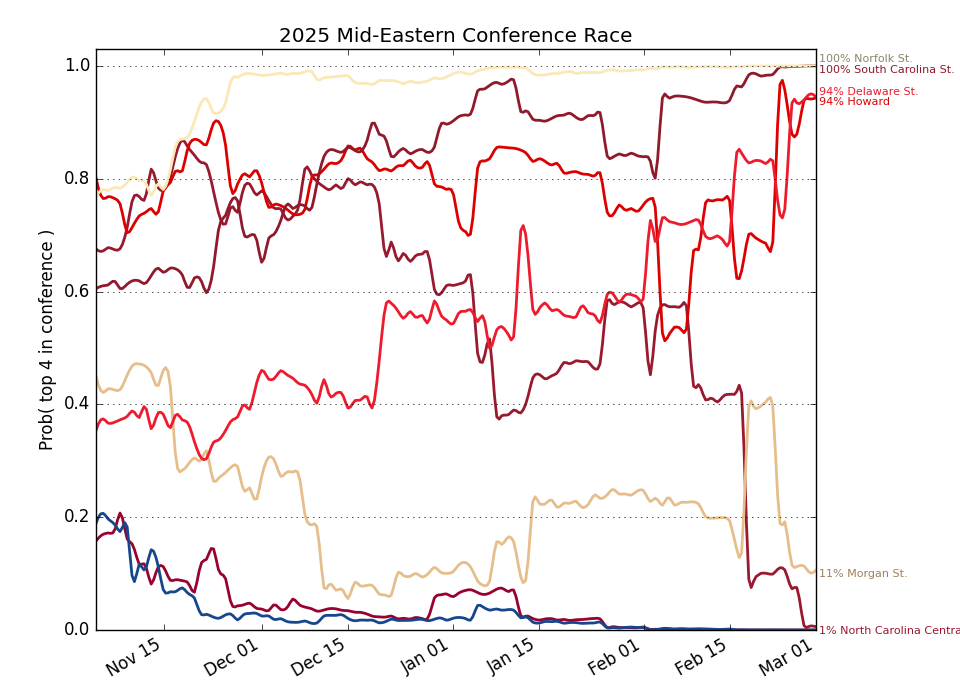 2025 Mid-Eastern Conference Race
Prob( top 4 in conference )
1.0
0.8
0.6
0.4
0.2
0.0
Nov 15
Dec 01
Dec 15
Jan 01
Jan 15
Feb 01
Feb 15
Mar 01
100% Norfolk St.
100% South Carolina St.
94% Delaware St.
94% Howard
11% Morgan St.
1% North Carolina Centra